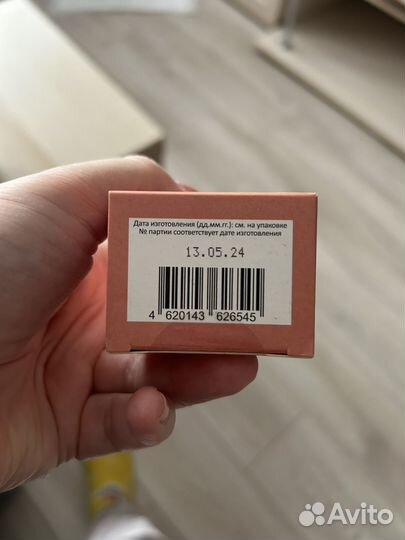 Дата изготовления (дд.мм.гг.): см. на упаковке
№ партии соответствует дате изготовления
13.05.24
4 620143 626545
Avito